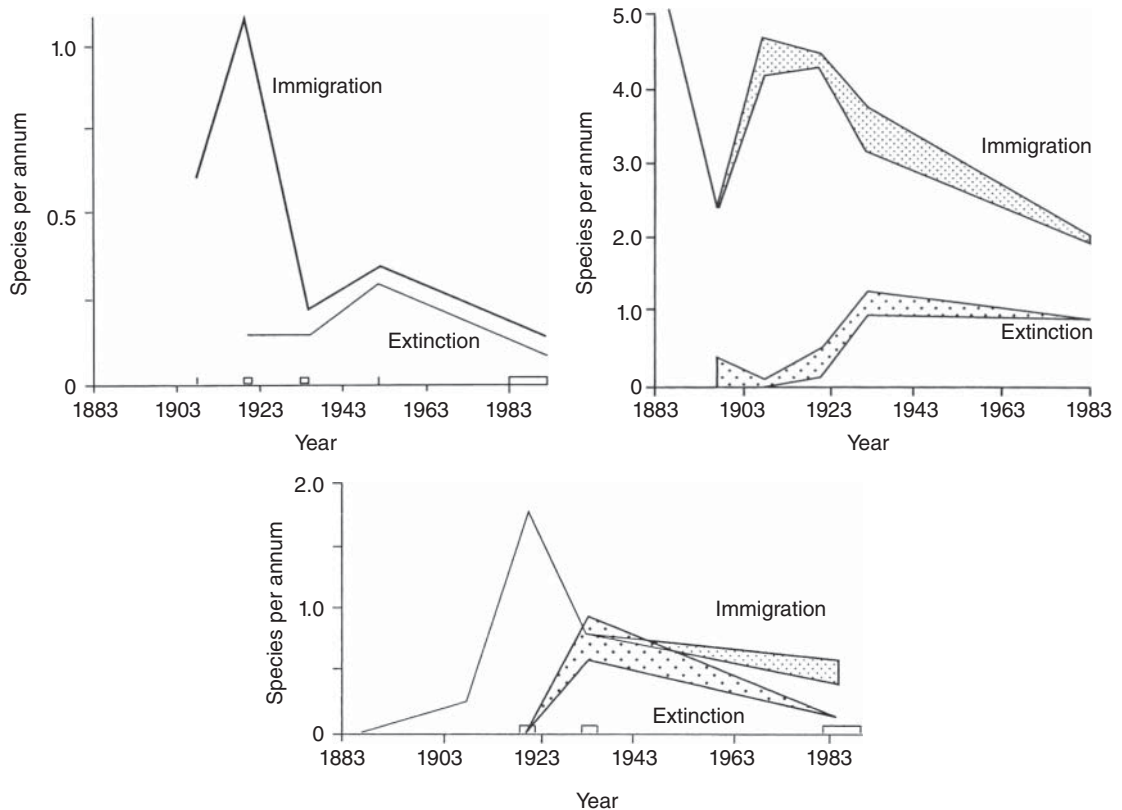 1.0
Immigration
Species per annum
0.5
Extinction
0
1883 1903 1923 1943 1963 1983
Year
5.0
4.0
Immigration
Species per annum
3.0
2.0
1.0
Extinction
0
1883 1903 1923 1943 1963 1983
Year
2.0
Species per annum
1.0
Immigration
Extinction
0
1883 1903 1923 1943 1963 1983
Year